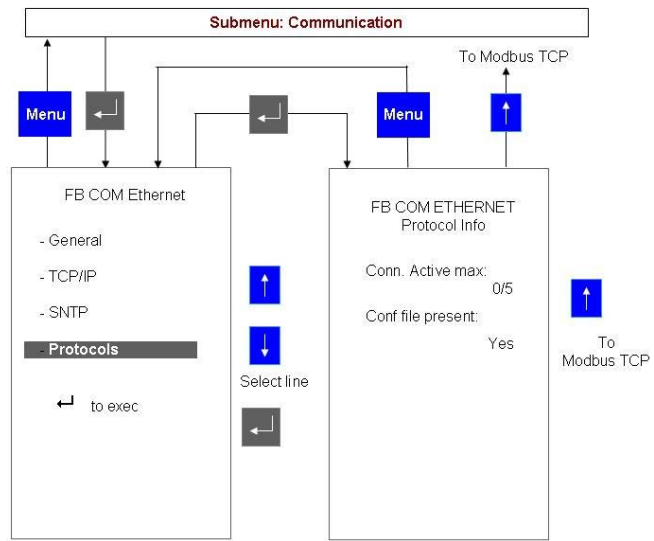 Submenu: Communication
To Modbus TCP
Menu
Menu
FB COM Ethernet
- General
- TCP/IP
- SNTP
- Protocols
to exec
Select line
FB COM ETHERNET
Protocol Info
Conn. Active max:
0/5
Conf file present:
Yes
To
Modbus TCP